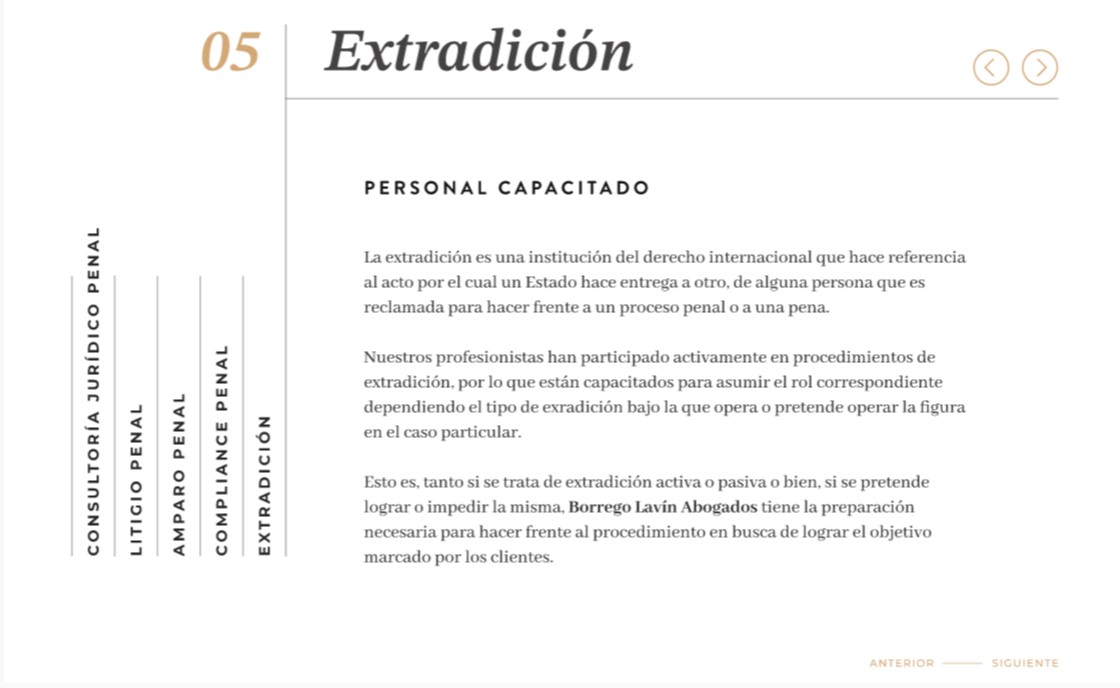 05
Extradición
PERSONAL CAPACITADO
La extradición es una institución del derecho internacional que hace referencia
al acto por el cual un Estado hace entrega a otro, de alguna persona que es
reclamada para hacer frente a un proceso penal o a una pena.
Nuestros profesionistas han participado activamente en procedimientos de
extradición, por lo que están capacitados para asumir el rol correspondiente
dependiendo el tipo de exradición bajo la que opera o pretende operar la figura
en el caso particular.
Esto es, tanto si se trata de extradición activa o pasiva o bien, si se pretende
lograr o impedir la misma, Borrego Lavín Abogados tiene la preparación
necesaria para hacer frente al procedimiento en busca de lograr el objetivo
marcado por los clientes.
CONSULTORÍA JURÍDICO PENAL
LITIGIO PENAL
AMPARO PENAL
COMPLIANCE PENAL
EXTRADICIÓN
ANTERIOR
SIGUIENTE